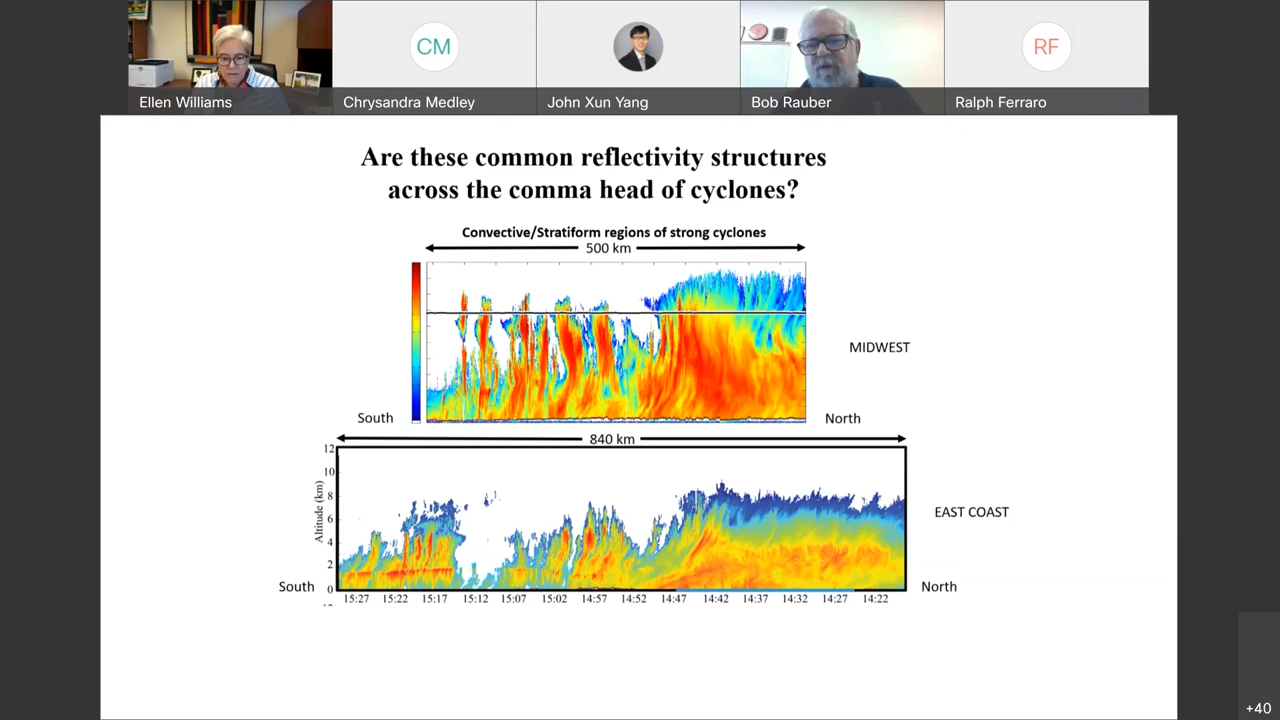 CM
RF
Ellen Williams
Chrysandra Medley
John Xun Yang
Bob Rauber
Ralph Ferraro
Are these common reflectivity structures
across the comma head of cyclones?
Convective/Stratiform regions of strong cyclones
500 km
MIDWEST
South
North
840 km
12
10
8
6
4
2
0
Altitude (km)
EAST COAST
South
North
15:27 15:22 15:17 15:12 15:07 15:02 14:57 14:52 14:47 14:42 14:37 14:32 14:27 14:22
+40